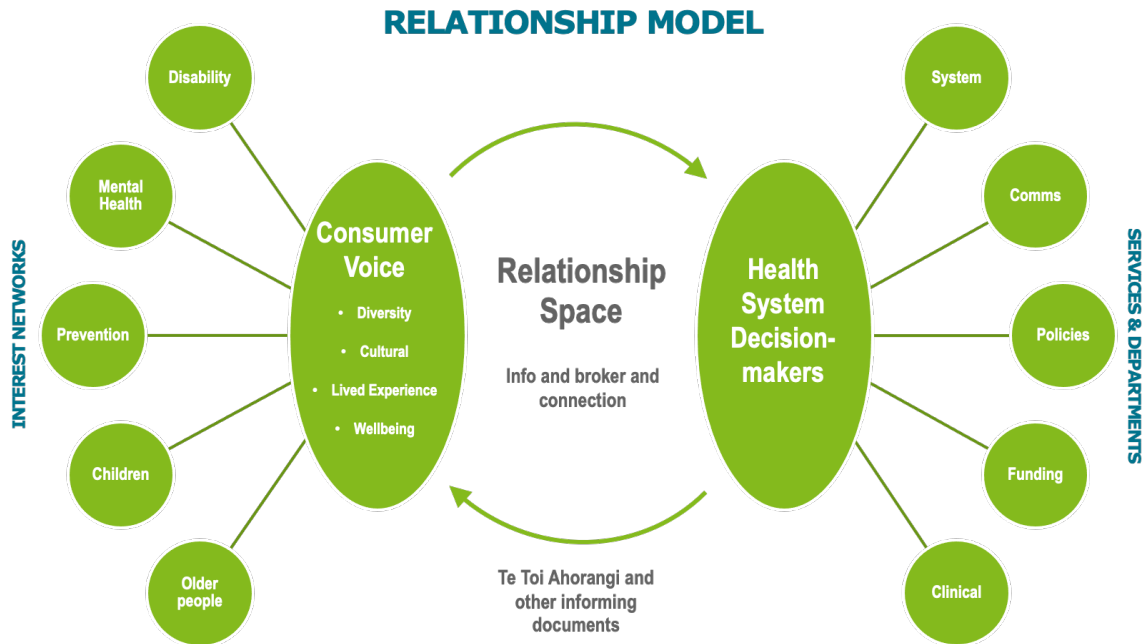 RELATIONSHIP MODEL
INTEREST NETWORKS
Disability
Mental
Health
Prevention
Children
Older
people
Consumer
Voice
• Diversity
• Cultural
• Lived Experience
• Wellbeing
Relationship
Space
Info and broker and
connection
Te Toi Ahorangi and
other informing
documents
Health
System
Decision-
makers
System
Comms
Policies
Funding
Clinical
SERVICES & DEPARTMENTS